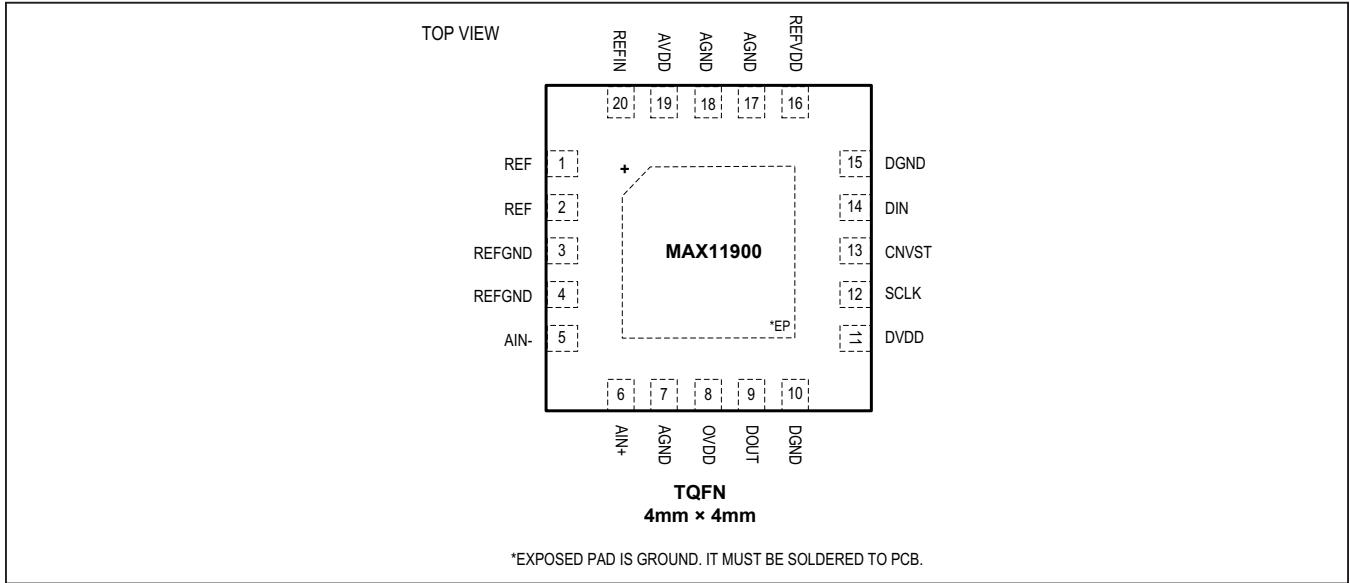 TOP VIEW
REFIN
AVDD
AGND
AGND
REFVDD
20
19
18
17
16
REF 1
15 DGND
+
REF 2
14 DIN
REFGND 3
MAX11900
13 CNVST
REFGND 4
12 SCLK
*EP
AIN- 5
11 DVDD
6
7
8
9
10
AIN+
AGND
OVDD
DOUT
DGND
TQFN
4mm × 4mm
*EXPOSED PAD IS GROUND. IT MUST BE SOLDERED TO PCB.